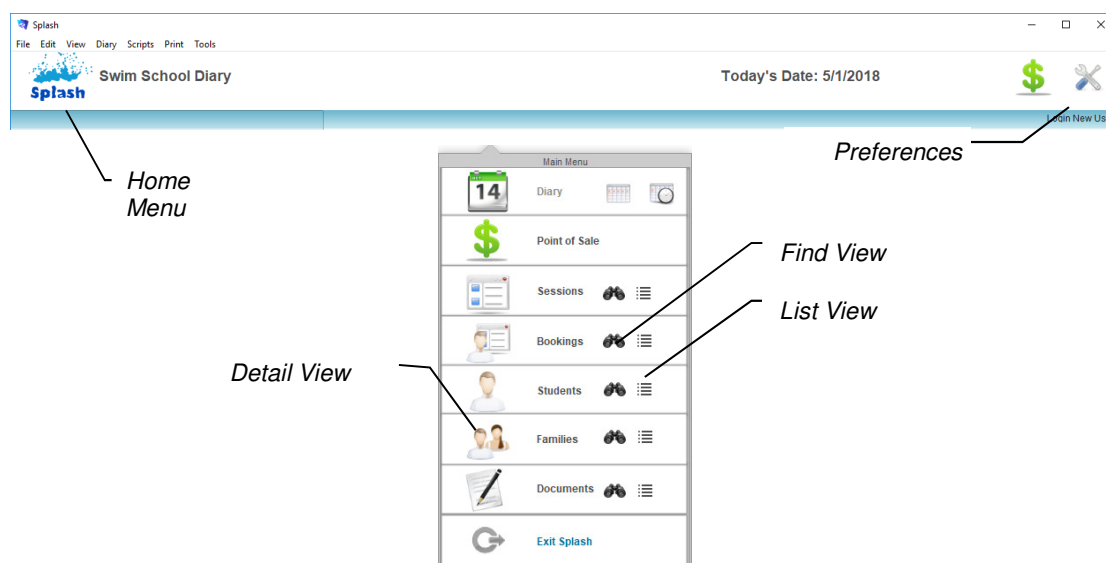 Splash
File Edit View Diary Scripts Print Tools
Splash
Swim School Diary
Today's Date: 5/1/2018
Login New Us
Preferences
Home
Menu
Main Menu
14
Diary
Point of Sale
Find View
Sessions
List View
Bookings
Detail View
Students
Families
Documents
Exit Splash